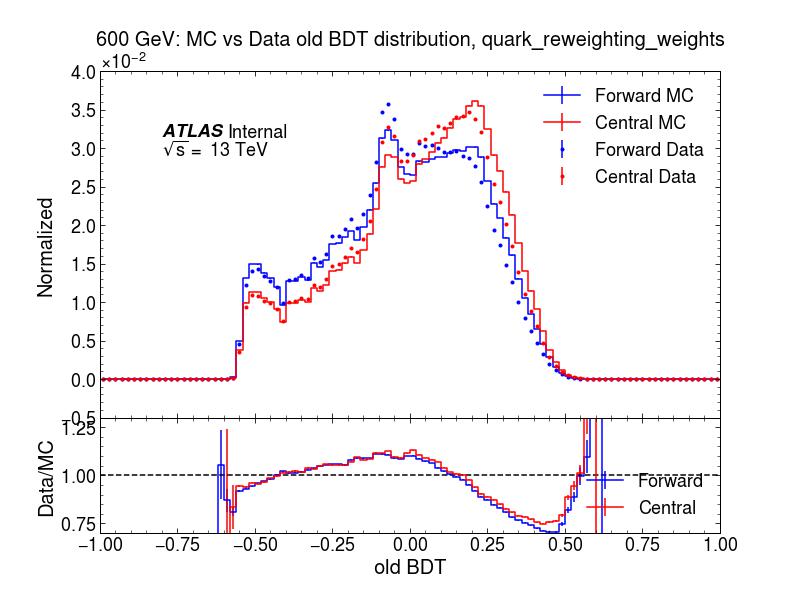 600 GeV: MC vs Data old BDT distribution, quark_reweighting_weights
×10⁻²
4.0
3.5
3.0
2.5
2.0
1.5
1.0
0.5
0.0
−0.5
Normalized
ATLAS Internal
√s = 13 TeV
Forward MC
Central MC
Forward Data
Central Data
1.25
1.00
0.75
Data/MC
Forward
Central
−1.00 −0.75 −0.50 −0.25 0.00 0.25 0.50 0.75 1.00
old BDT